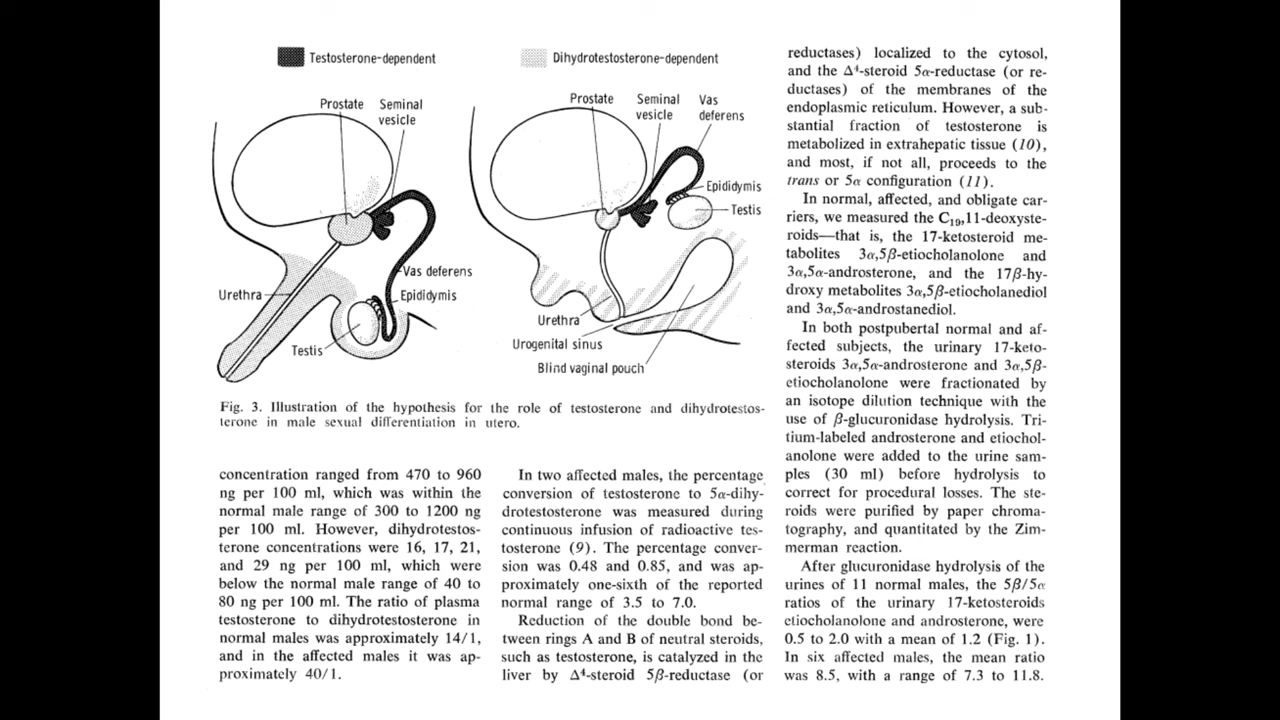 Testosterone-dependent
Dihydrotestosterone-dependent
Prostate
Seminal
vesicle
Vas deferens
Epididymis
Urethra
Testis
Prostate
Seminal
vesicle
Vas
deferens
Epididymis
Testis
Urethra
Urogenital sinus
Blind vaginal pouch
Fig. 3. Illustration of the hypothesis for the role of testosterone and dihydrotestos-
terone in male sexual differentiation in utero.
concentration ranged from 470 to 960
ng per 100 ml, which was within the
normal male range of 300 to 1200 ng
per 100 ml. However, dihydrotestos-
terone concentrations were 16, 17, 21,
and 29 ng per 100 ml, which were
below the normal male range of 40 to
80 ng per 100 ml. The ratio of plasma
testosterone to dihydrotestosterone in
normal males was approximately 14/1,
and in the affected males it was ap-
proximately 40/1.
In two affected males, the percentage
conversion of testosterone to 5α-dihy-
drotestosterone was measured during
continuous infusion of radioactive tes-
tosterone (9). The percentage conver-
sion was 0.48 and 0.85, and was ap-
proximately one-sixth of the reported
normal range of 3.5 to 7.0.
Reduction of the double bond be-
tween rings A and B of neutral steroids,
such as testosterone, is catalyzed in the
liver by Δ⁴-steroid 5β-reductase (or
reductases) localized to the cytosol,
and the Δ⁴-steroid 5α-reductase (or re-
ductases) of the membranes of the
endoplasmic reticulum. However, a sub-
stantial fraction of testosterone is
metabolized in extrahepatic tissue (10),
and most, if not all, proceeds to the
trans or 5α configuration (11).
In normal, affected, and obligate car-
riers, we measured the C₁₉,11-deoxyste-
roids—that is, the 17-ketosteroid me-
tabolites 3α,5β-etiocholanolone and
3α,5α-androsterone, and the 17β-hy-
droxy metabolites 3α,5β-etiocholanediol
and 3α,5α-androstanediol.
In both postpubertal normal and af-
fected subjects, the urinary 17-keto-
steroids 3α,5α-androsterone and 3α,5β-
etiocholanolone were fractionated by
an isotope dilution technique with the
use of β-glucuronidase hydrolysis. Tri-
tium-labeled androsterone and etiochol-
anolone were added to the urine sam-
ples (30 ml) before hydrolysis to
correct for procedural losses. The ste-
roids were purified by paper chroma-
tography, and quantitated by the Zim-
merman reaction.
After glucuronidase hydrolysis of the
urines of 11 normal males, the 5β/5α
ratios of the urinary 17-ketosteroids
etiocholanolone and androsterone, were
0.5 to 2.0 with a mean of 1.2 (Fig. 1).
In six affected males, the mean ratio
was 8.5, with a range of 7.3 to 11.8.